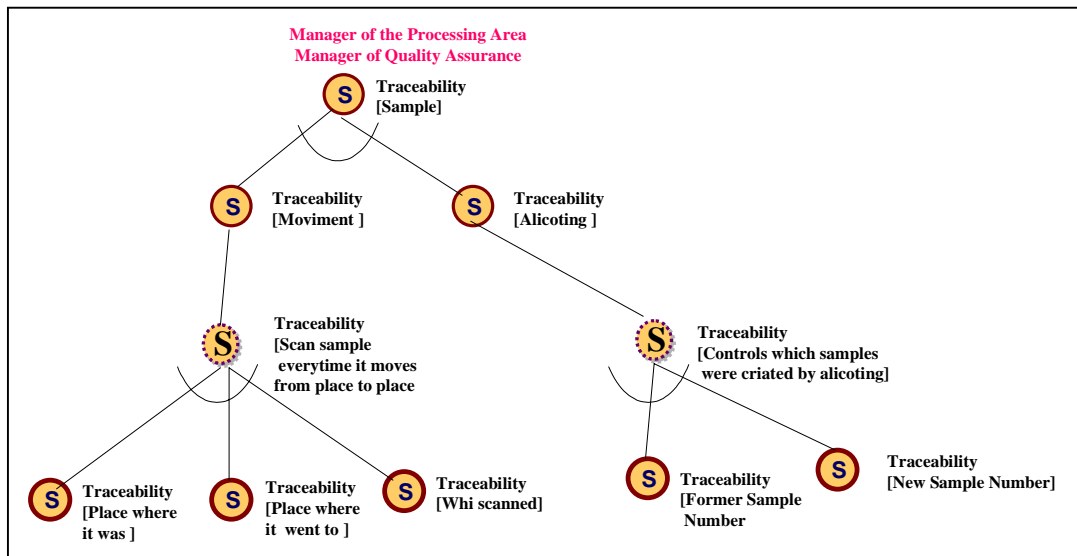 Manager of the Processing Area
Manager of Quality Assurance
S
Traceability
[Sample]
S
Traceability
[Moviment ]
S
Traceability
[Alicoting ]
S
Traceability
[Scan sample
everytime it moves
from place to place
S
Traceability
[Controls which samples
were criated by alicoting]
S
Traceability
[Place where
it was ]
S
Traceability
[Place where
it went to ]
S
Traceability
[Whi scanned]
S
Traceability
[Former Sample
Number
S
Traceability
[New Sample Number]